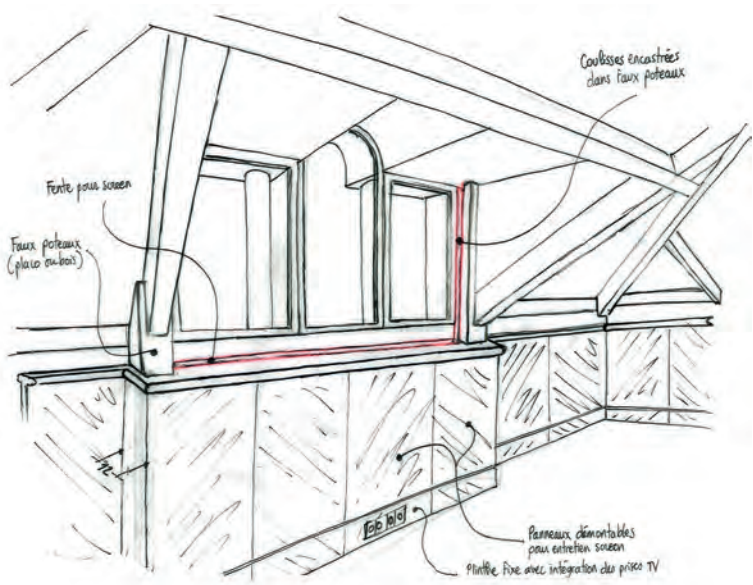 Coulisses encastrées
dans faux poteaux
Fente pour screen
Faux poteaux
(placo ou bois)
Panneaux démontables
pour entretien screen
Plinthe fixe avec intégration des prises TV